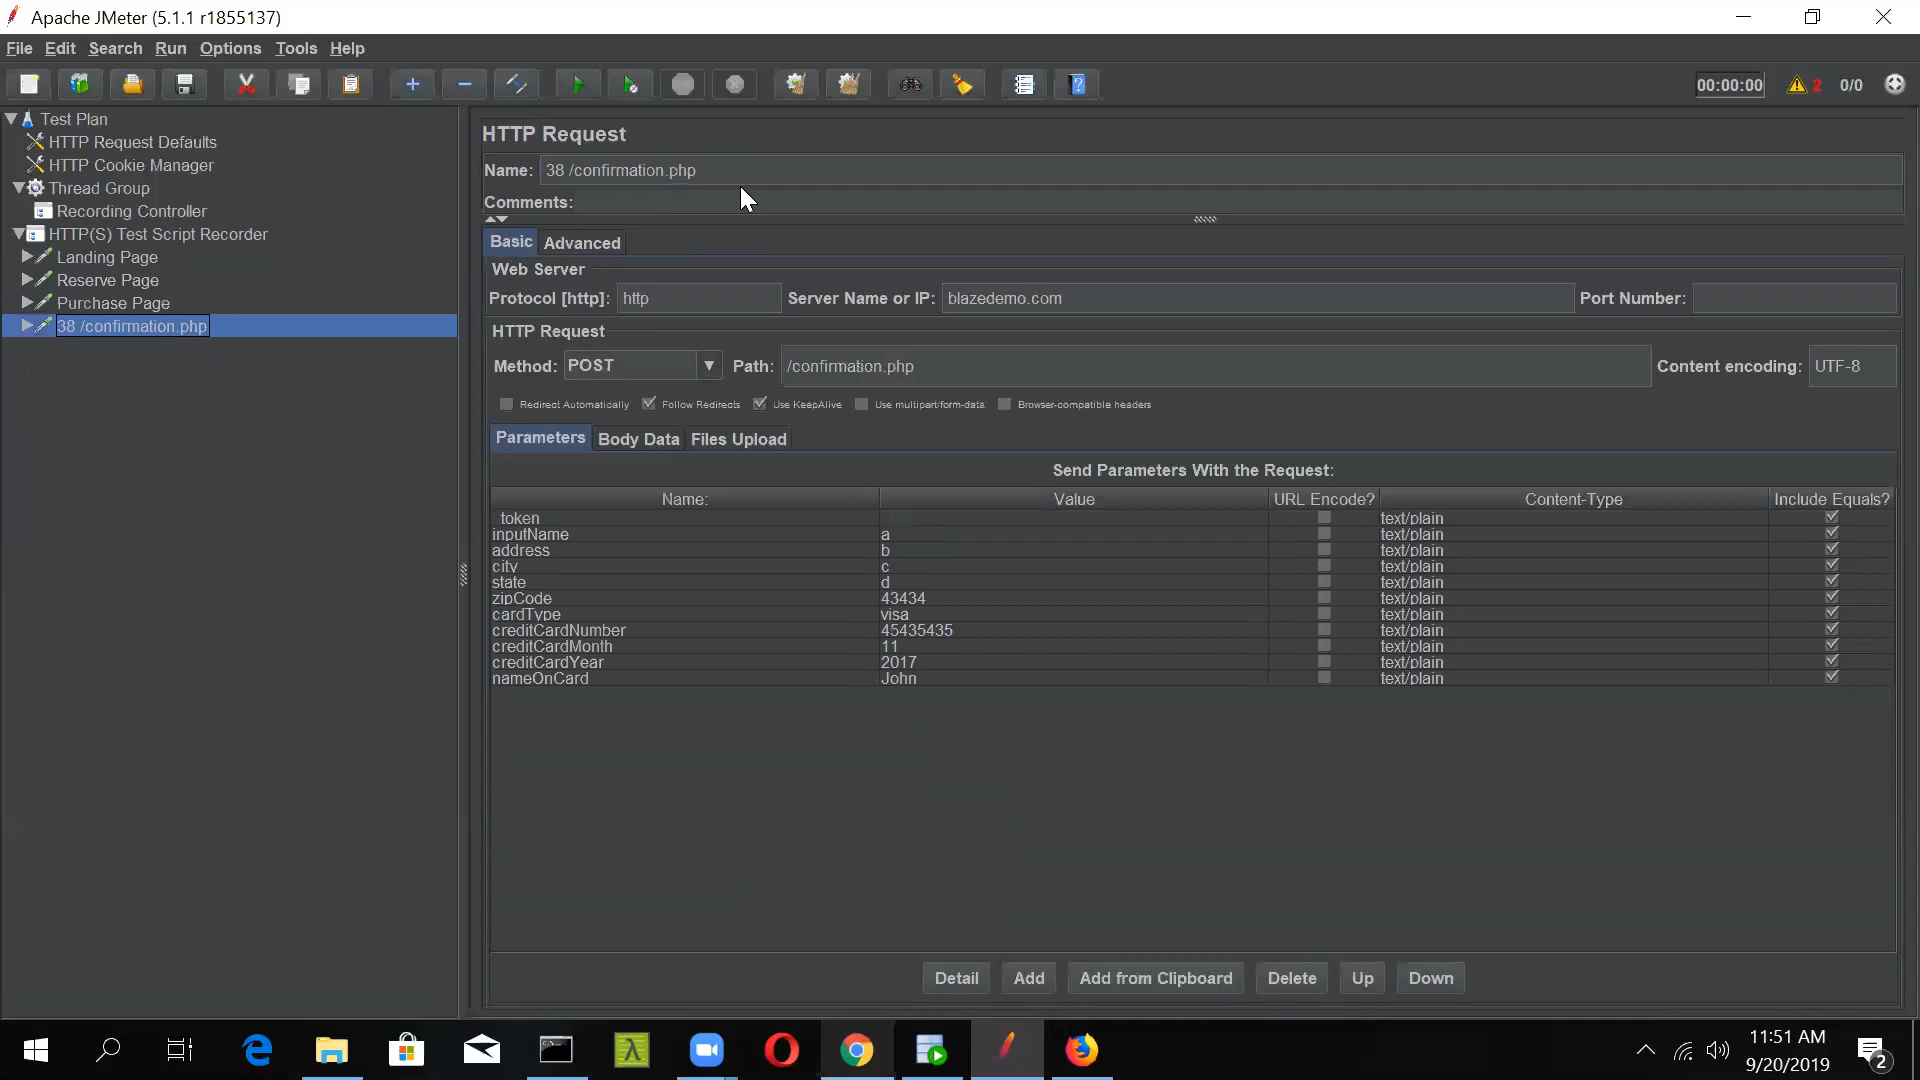 Apache JMeter (5.1.1 r1855137)
File Edit Search Run Options Tools Help
00:00:00 2 0/0
Test Plan
HTTP Request Defaults
HTTP Cookie Manager
Thread Group
Recording Controller
HTTP(S) Test Script Recorder
Landing Page
Reserve Page
Purchase Page
38 /confirmation.php
HTTP Request
Name: 38 /confirmation.php
Comments:
Basic Advanced
Web Server
Protocol [http]: http Server Name or IP: blazedemo.com Port Number:
HTTP Request
Method: POST Path: /confirmation.php Content encoding: UTF-8
Redirect Automatically Follow Redirects Use KeepAlive Use multipart/form-data Browser-compatible headers
Parameters Body Data Files Upload
Send Parameters With the Request:
Name: Value URL Encode? Content-Type Include Equals?
_token text/plain
inputName a text/plain
address b text/plain
city c text/plain
state d text/plain
zipCode 43434 text/plain
cardType visa text/plain
creditCardNumber 45435435 text/plain
creditCardMonth 11 text/plain
creditCardYear 2017 text/plain
nameOnCard John text/plain
Detail Add Add from Clipboard Delete Up Down
11:51 AM
9/20/2019
2